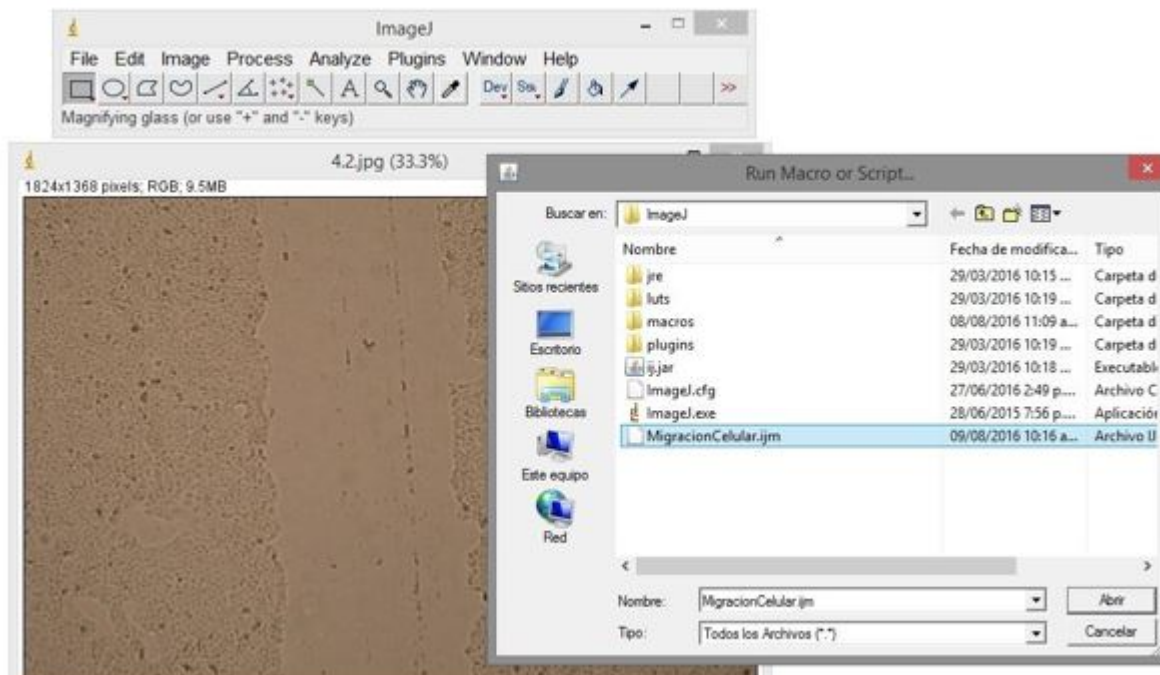 ImageJ
File Edit Image Process Analyze Plugins Window Help
Dev Stk >>
Magnifying glass (or use "+" and "-" keys)
4.2.jpg (33.3%)
1824x1368 pixels; RGB; 9.5MB
Run Macro or Script...
Buscar en: ImageJ
Nombre Fecha de modifica... Tipo
jre 29/03/2016 10:15 ... Carpeta d
luts 29/03/2016 10:19 ... Carpeta d
macros 08/08/2016 11:09 a... Carpeta d
plugins 29/03/2016 10:19 ... Carpeta d
ij.jar 29/03/2016 10:18 ... Executabl
ImageJ.cfg 27/06/2016 2:49 p.... Archivo C
ImageJ.exe 28/06/2015 7:56 p.... Aplicación
MigracionCelular.ijm 09/08/2016 10:16 a... Archivo IJ
Sitios recientes
Escritorio
Bibliotecas
Este equipo
Red
Nombre: MigracionCelular.ijm Abrir
Tipo: Todos los Archivos (*.*) Cancelar